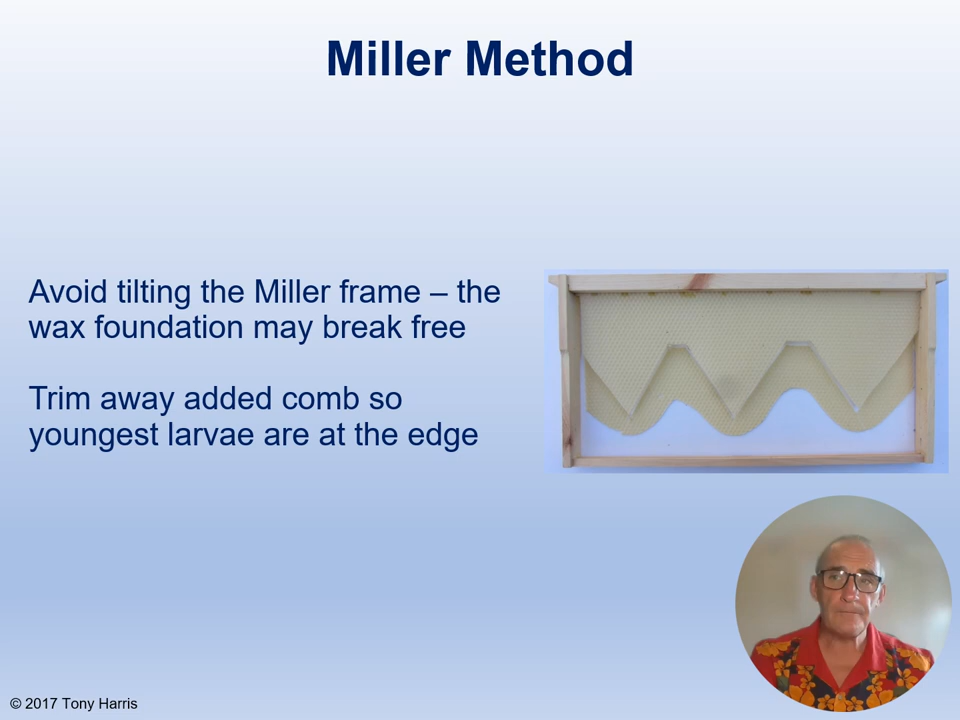 Miller Method
Avoid tilting the Miller frame – the
wax foundation may break free
Trim away added comb so
youngest larvae are at the edge
© 2017 Tony Harris